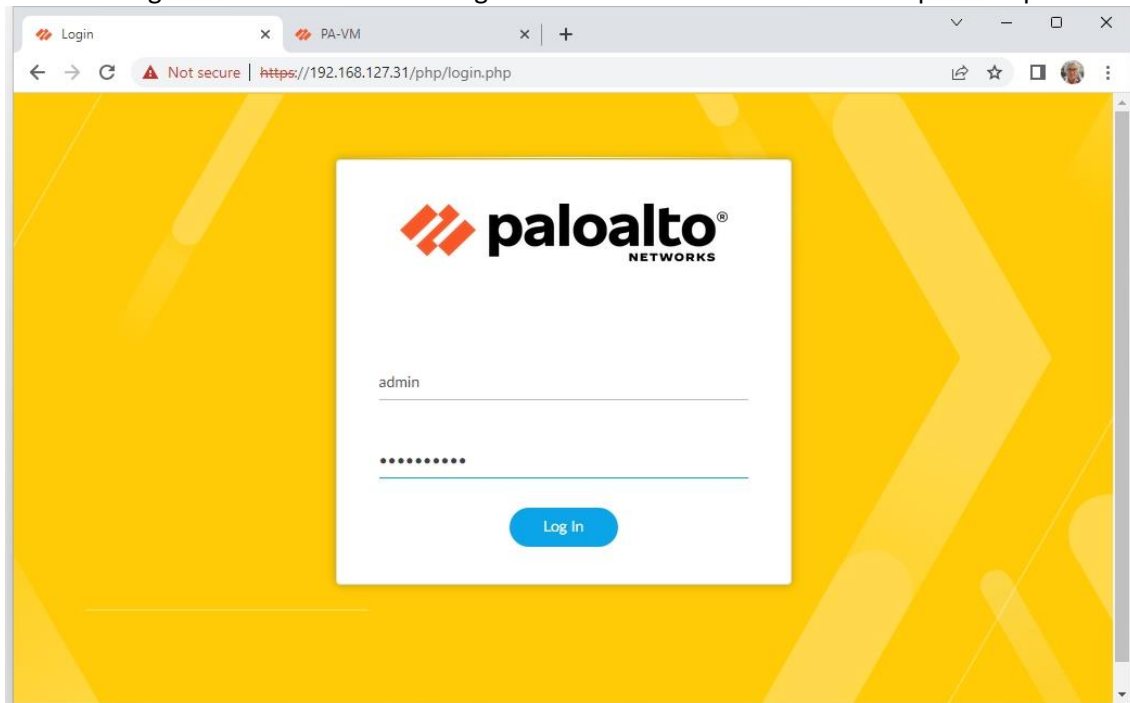 Login
PA-VM
Not secure https://192.168.127.31/php/login.php
paloalto®
NETWORKS
admin
••••••••••
Log In